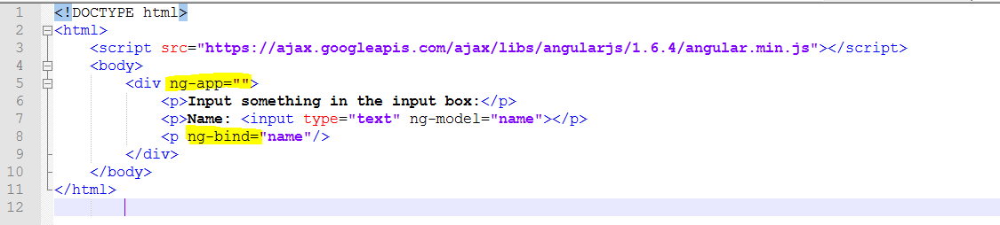 1 <!DOCTYPE html>
2 <html>
3 <script src="https://ajax.googleapis.com/ajax/libs/angularjs/1.6.4/angular.min.js"></script>
4 <body>
5 <div ng-app="">
6 <p>Input something in the input box:</p>
7 <p>Name: <input type="text" ng-model="name"></p>
8 <p ng-bind="name"/>
9 </div>
10 </body>
11 </html>
12